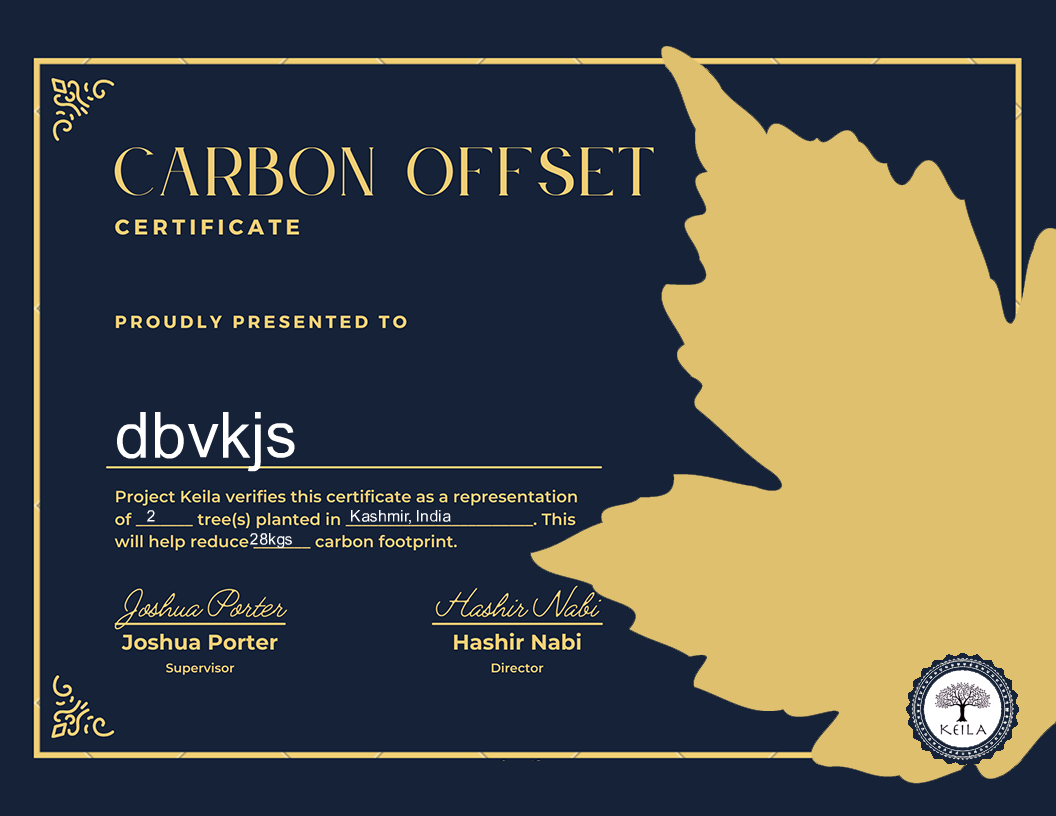 CARBON OFFSET
CERTIFICATE
PROUDLY PRESENTED TO
dbvkjs
Project Keila verifies this certificate as a representation
of 2 tree(s) planted in Kashmir, India. This
will help reduce 28kgs carbon footprint.
Joshua Porter Hashir Nabi
Joshua Porter Hashir Nabi
Supervisor Director
KEILA